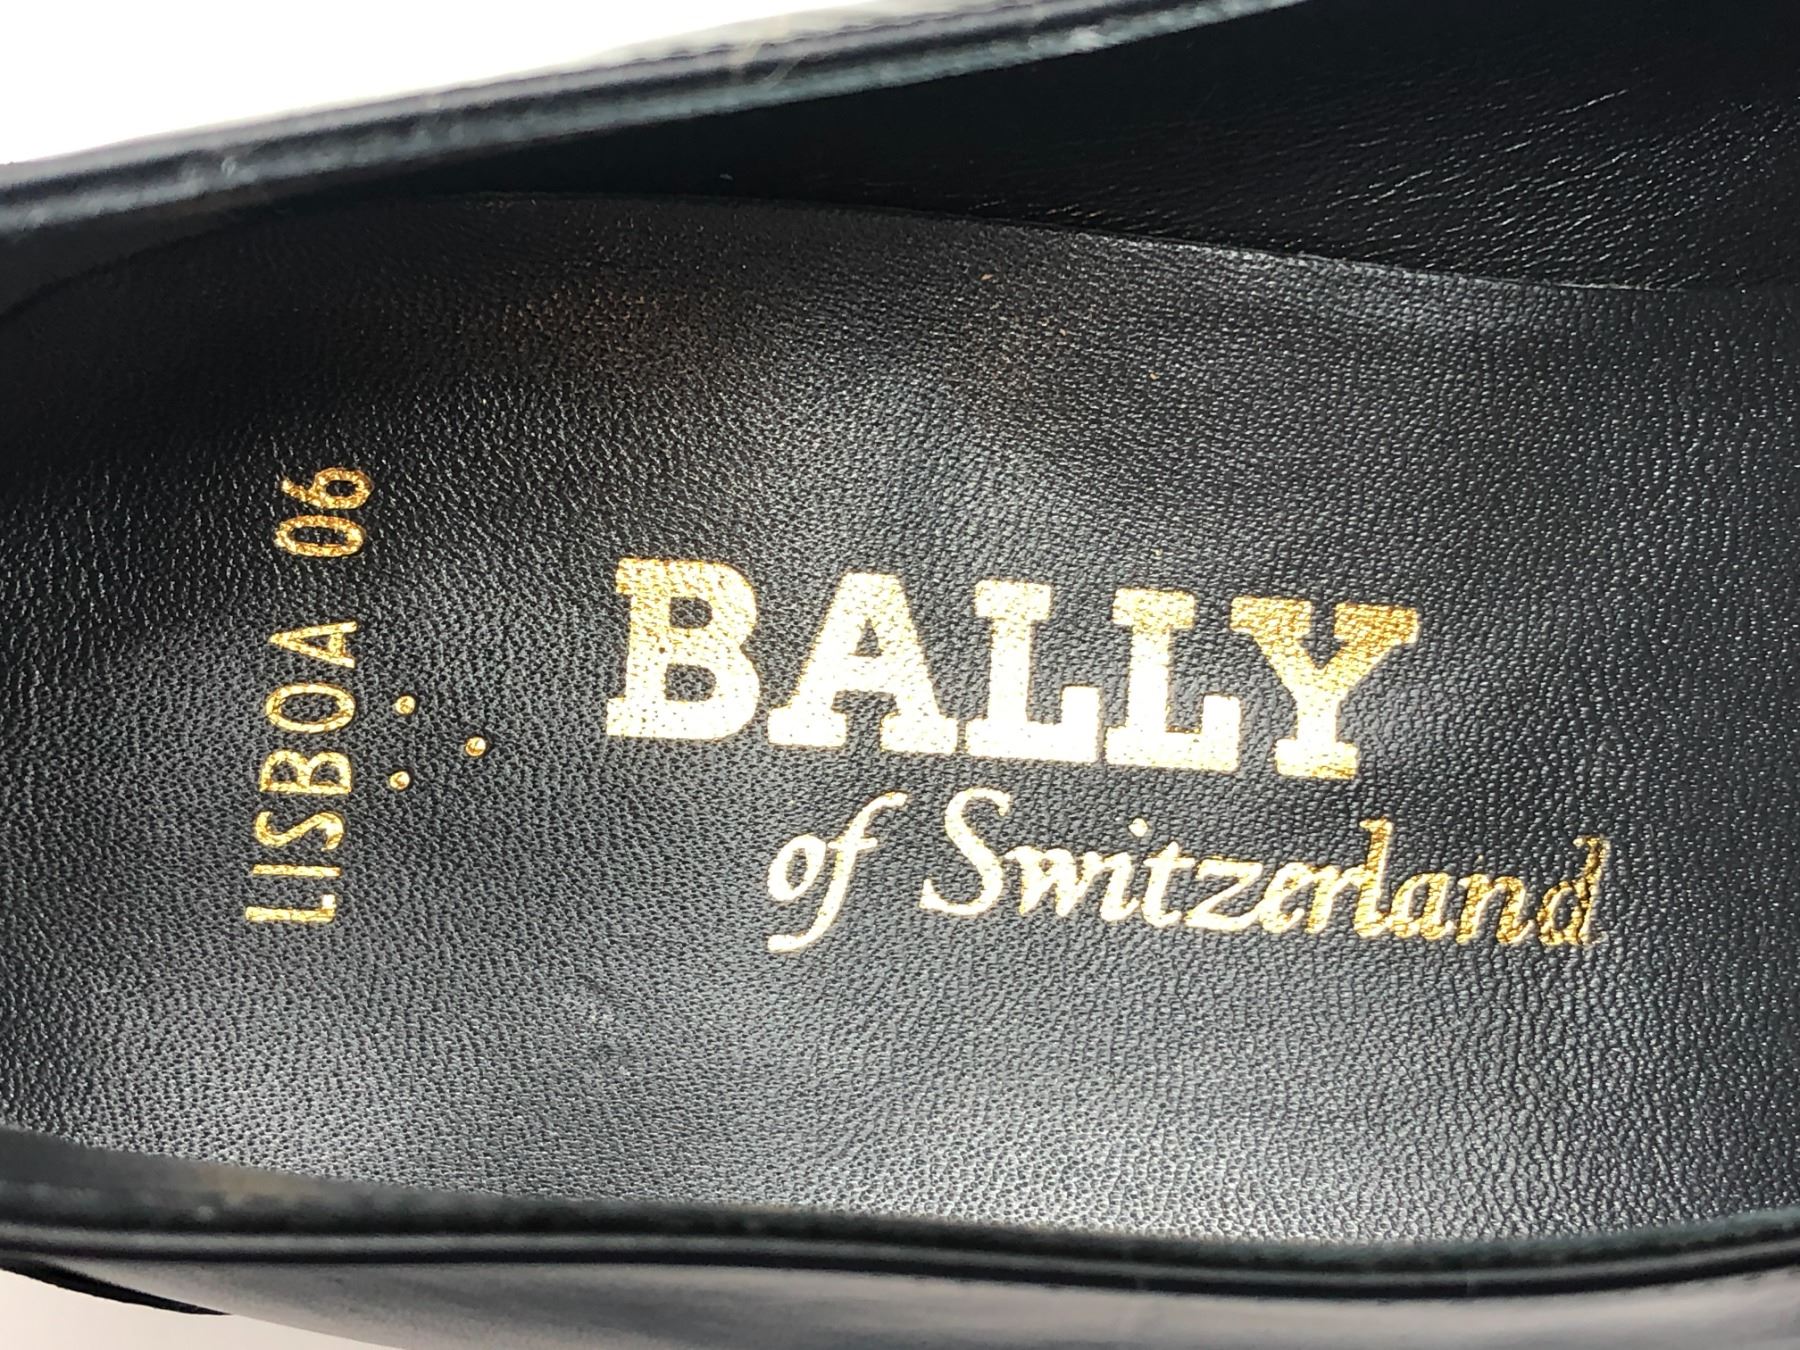 BALLY
of Switzerland
LISBOA 06